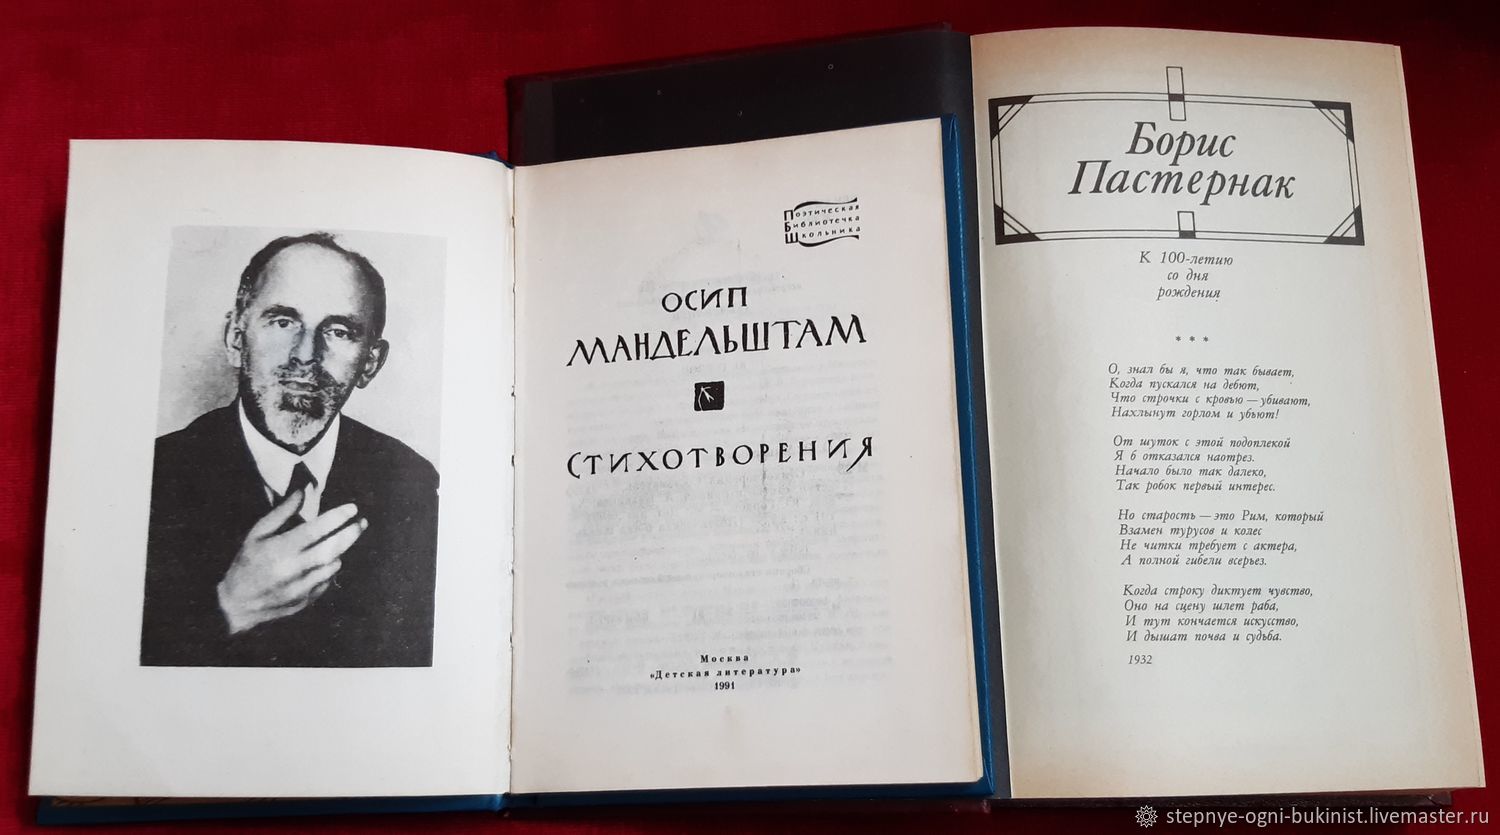 Поэтическая
Библиотечка
Школьника
ОСИП
МАНДЕЛЬШТАМ
СТИХОТВОРЕНИЯ
Москва
«Детская литература»
1991
Борис
Пастернак
К 100-летию
со дня
рождения
* * *
О, знал бы я, что так бывает,
Когда пускался на дебют,
Что строчки с кровью — убивают,
Нахлынут горлом и убьют!
От шуток с этой подоплекой
Я б отказался наотрез.
Начало было так далеко,
Так робок первый интерес.
Но старость — это Рим, который
Взамен турусов и колес
Не читки требует с актера,
А полной гибели всерьез.
Когда строку диктует чувство,
Оно на сцену шлет раба,
И тут кончается искусство,
И дышат почва и судьба.
1932
stepnye-ogni-bukinist.livemaster.ru